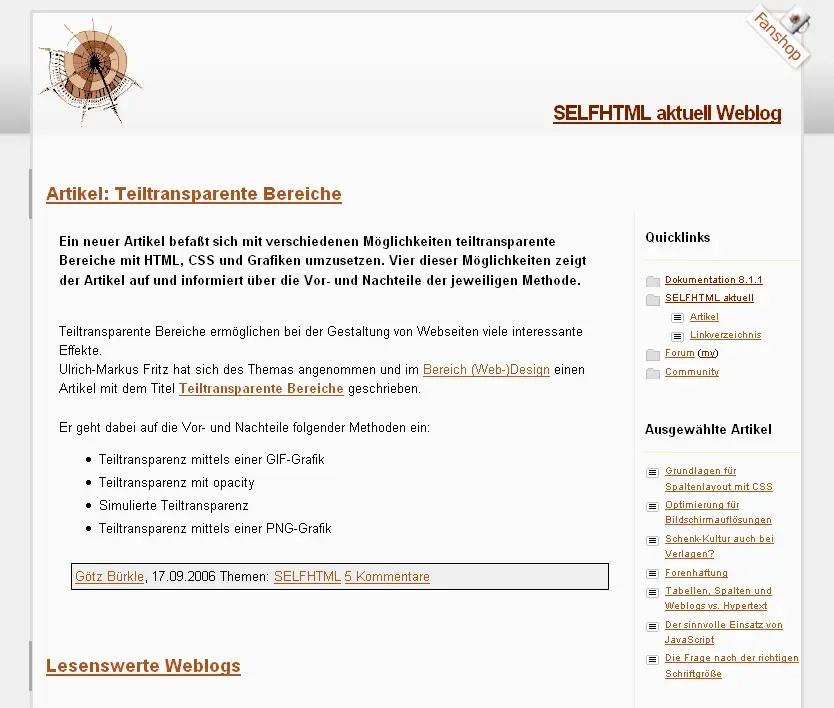 Fanshop
SELFHTML aktuell Weblog
Artikel: Teiltransparente Bereiche
Ein neuer Artikel befaßt sich mit verschiedenen Möglichkeiten teiltransparente
Bereiche mit HTML, CSS und Grafiken umzusetzen. Vier dieser Möglichkeiten zeigt
der Artikel auf und informiert über die Vor- und Nachteile der jeweiligen Methode.
Teiltransparente Bereiche ermöglichen bei der Gestaltung von Webseiten viele interessante
Effekte.
Ulrich-Markus Fritz hat sich des Themas angenommen und im Bereich (Web-)Design einen
Artikel mit dem Titel Teiltransparente Bereiche geschrieben.
Er geht dabei auf die Vor- und Nachteile folgender Methoden ein:
Teiltransparenz mittels einer GIF-Grafik
Teiltransparenz mit opacity
Simulierte Teiltransparenz
Teiltransparenz mittels einer PNG-Grafik
Götz Bürkle, 17.09.2006 Themen: SELFHTML 5 Kommentare
Lesenswerte Weblogs
Quicklinks
Dokumentation 8.1.1
SELFHTML aktuell
Artikel
Linkverzeichnis
Forum (my)
Community
Ausgewählte Artikel
Grundlagen für
Spaltenlayout mit CSS
Optimierung für
Bildschirmauflösungen
Schenk-Kultur auch bei
Verlagen?
Forenhaftung
Tabellen, Spalten und
Weblogs vs. Hypertext
Der sinnvolle Einsatz von
JavaScript
Die Frage nach der richtigen
Schriftgröße